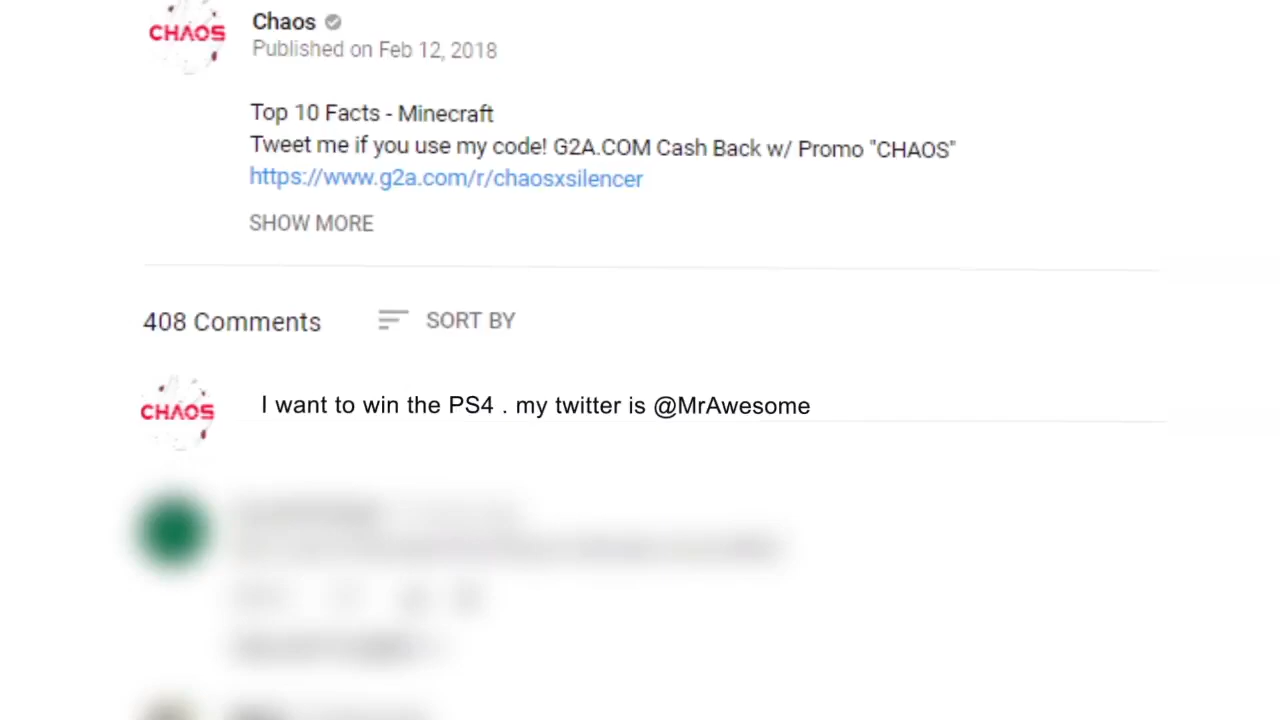 CHAOS
Chaos
Published on Feb 12, 2018
Top 10 Facts - Minecraft
Tweet me if you use my code! G2A.COM Cash Back w/ Promo "CHAOS"
https://www.g2a.com/r/chaosxsilencer
SHOW MORE
408 Comments
SORT BY
CHAOS
I want to win the PS4 . my twitter is @MrAwesome